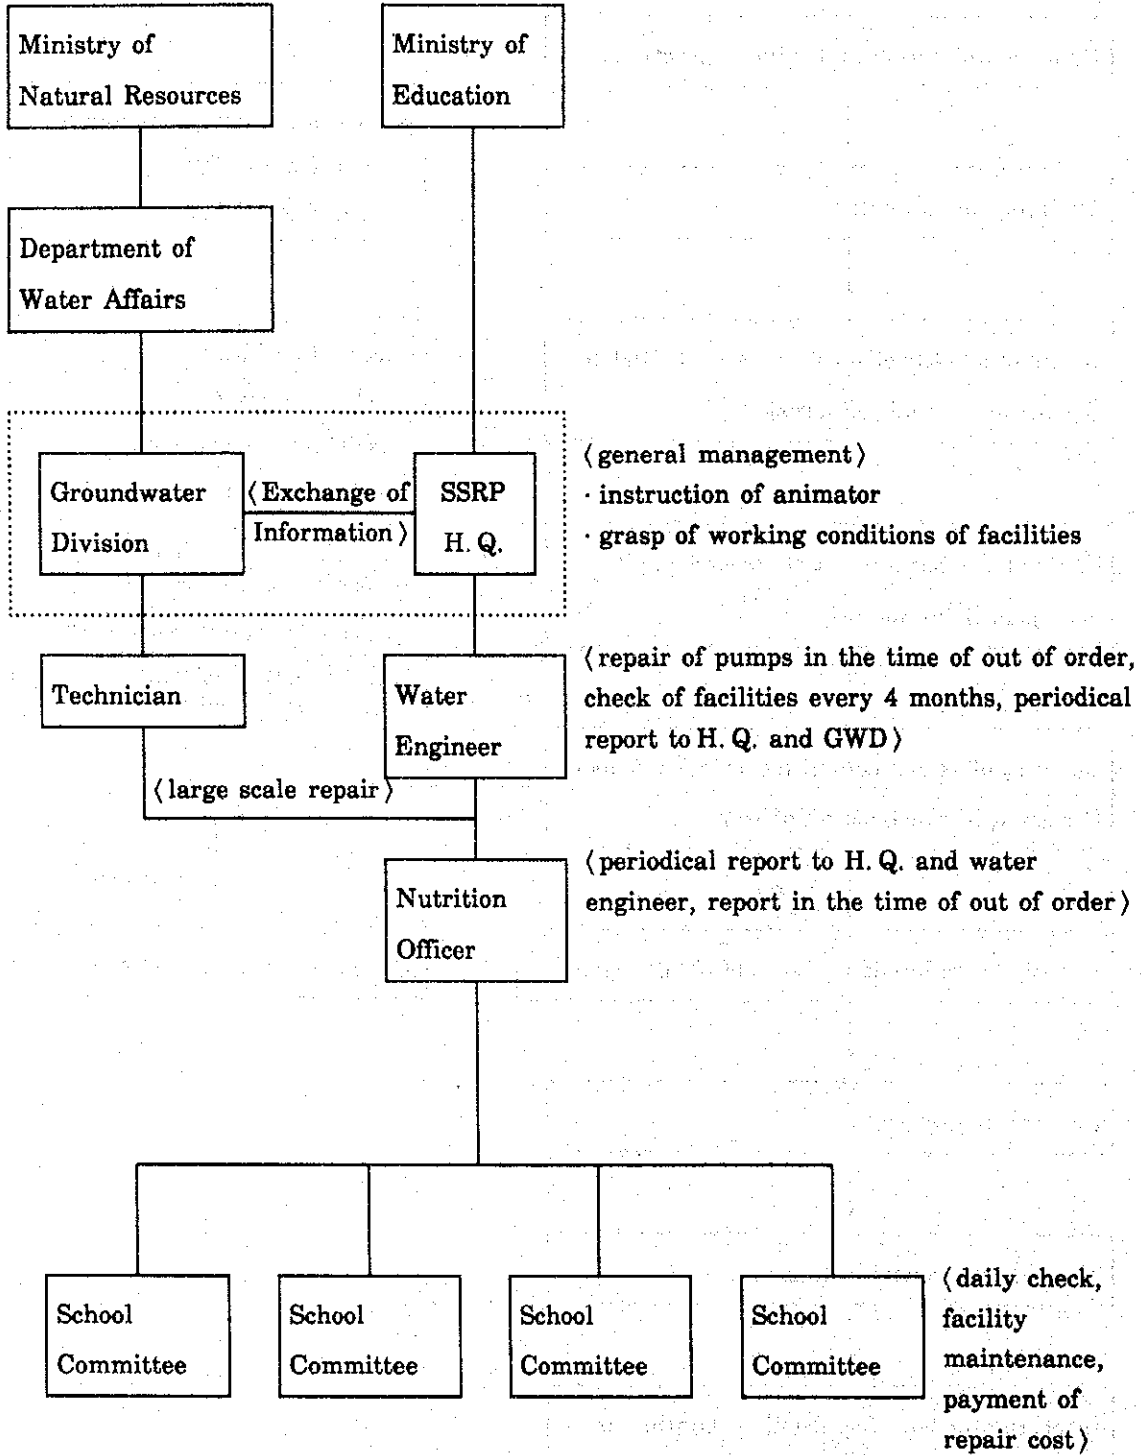 Ministry of
Natural Resources
Ministry of
Education
Department of
Water Affairs
Groundwater
Division
⟨Exchange of
Information⟩
SSRP
H. Q.
⟨general management⟩
· instruction of animator
· grasp of working conditions of facilities
Technician
Water
Engineer
⟨repair of pumps in the time of out of order,
check of facilities every 4 months, periodical
report to H. Q. and GWD⟩
⟨large scale repair⟩
Nutrition
Officer
⟨periodical report to H. Q. and water
engineer, report in the time of out of order⟩
School
Committee
School
Committee
School
Committee
School
Committee
⟨daily check,
facility
maintenance,
payment of
repair cost⟩